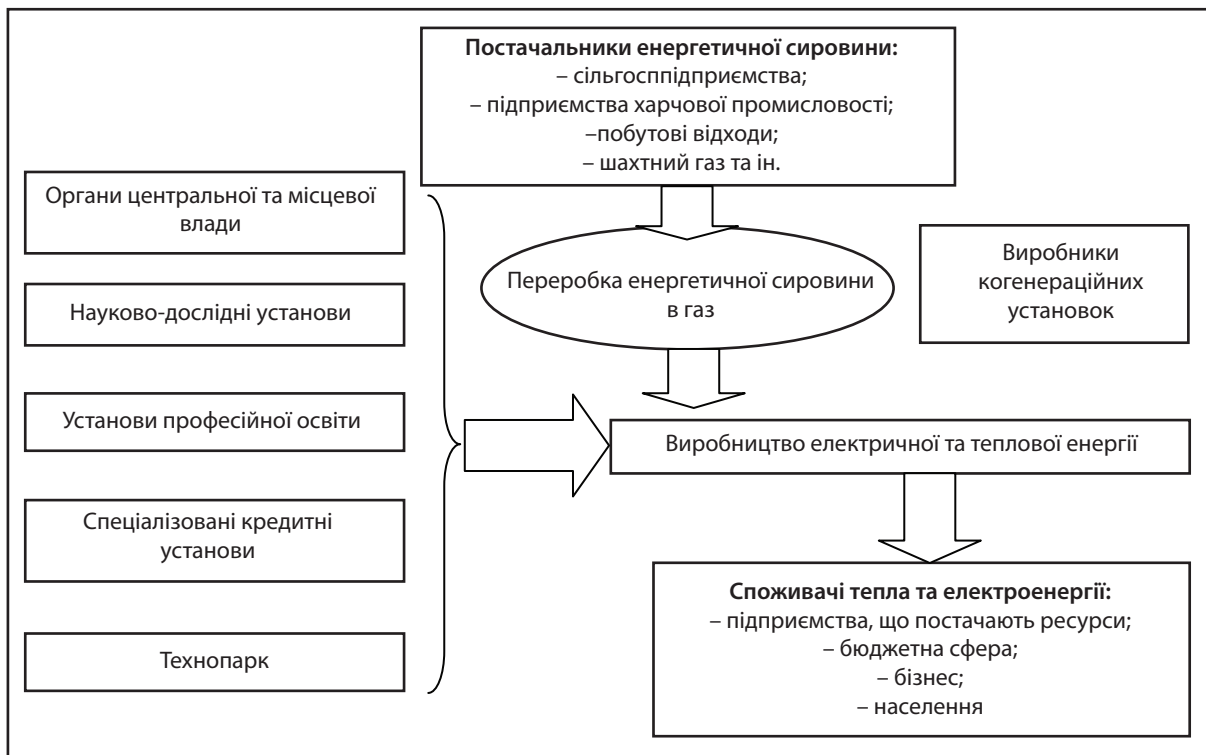 Постачальники енергетичної сировини:
– сільгосппідприємства;
– підприємства харчової промисловості;
–побутові відходи;
– шахтний газ та ін.
Органи центральної та місцевої
влади
Науково-дослідні установи
Установи професійної освіти
Спеціалізовані кредитні
установи
Технопарк
Переробка енергетичної сировини
в газ
Виробники
когенераційних
установок
Виробництво електричної та теплової енергії
Споживачі тепла та електроенергії:
– підприємства, що постачають ресурси;
– бюджетна сфера;
– бізнес;
– населення